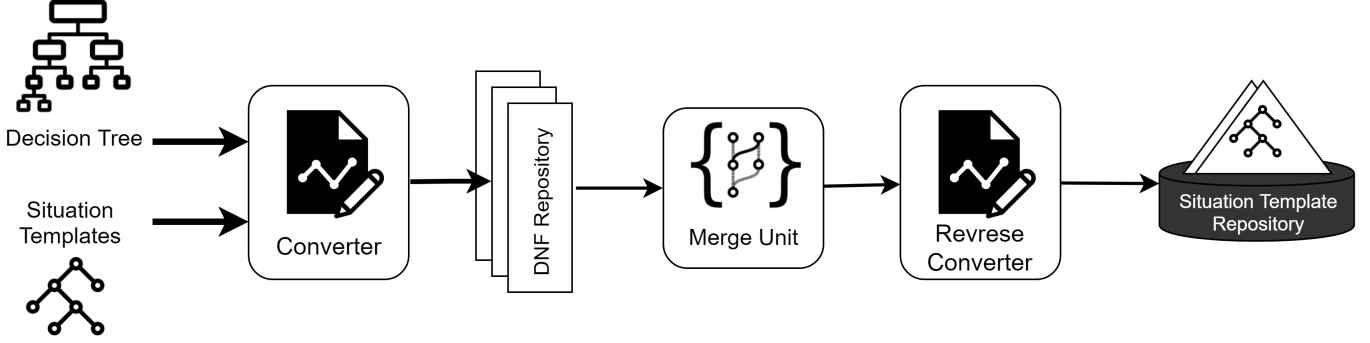 Decision Tree
Situation
Templates
Converter
DNF Repository
Merge Unit
Revrese
Converter
Situation Template
Repository